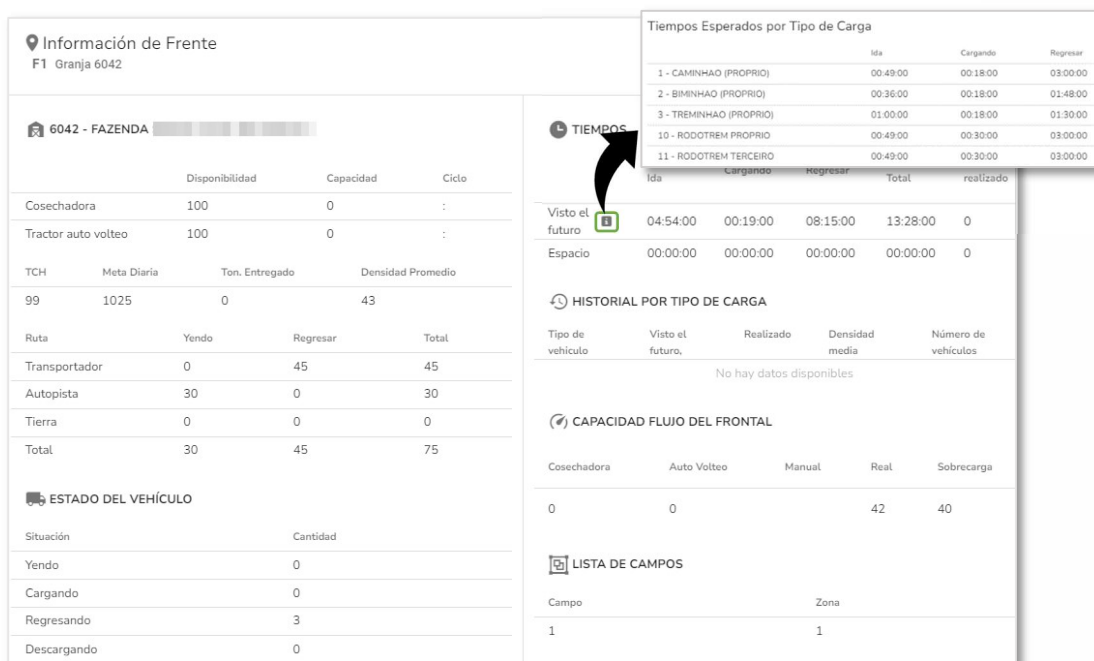 Información de Frente
F1 Granja 6042
6042 - FAZENDA
Disponibilidad Capacidad Ciclo
Cosechadora 100 0 :
Tractor auto volteo 100 0 :
TCH Meta Diaria Ton. Entregado Densidad Promedio
99 1025 0 43
Ruta Yendo Regresar Total
Transportador 0 45 45
Autopista 30 0 30
Tierra 0 0 0
Total 30 45 75
ESTADO DEL VEHÍCULO
Situación Cantidad
Yendo 0
Cargando 0
Regresando 3
Descargando 0
Tiempos Esperados por Tipo de Carga
Ida Cargando Regresar
1 - CAMINHAO (PROPRIO) 00:49:00 00:18:00 03:00:00
2 - BIMINHAO (PROPRIO) 00:36:00 00:18:00 01:48:00
3 - TREMINHAO (PROPRIO) 01:00:00 00:18:00 01:30:00
10 - RODOTREM PROPRIO 00:49:00 00:30:00 03:00:00
11 - RODOTREM TERCEIRO 00:49:00 00:30:00 03:00:00
TIEMPOS
Ida Cargando Regresar Total realizado
Visto el
futuro 04:54:00 00:19:00 08:15:00 13:28:00 0
Espacio 00:00:00 00:00:00 00:00:00 00:00:00 0
HISTORIAL POR TIPO DE CARGA
Tipo de Visto el Realizado Densidad Número de
vehiculo futuro, media vehículos
No hay datos disponibles
CAPACIDAD FLUJO DEL FRONTAL
Cosechadora Auto Volteo Manual Real Sobrecarga
0 0 42 40
LISTA DE CAMPOS
Campo Zona
1 1